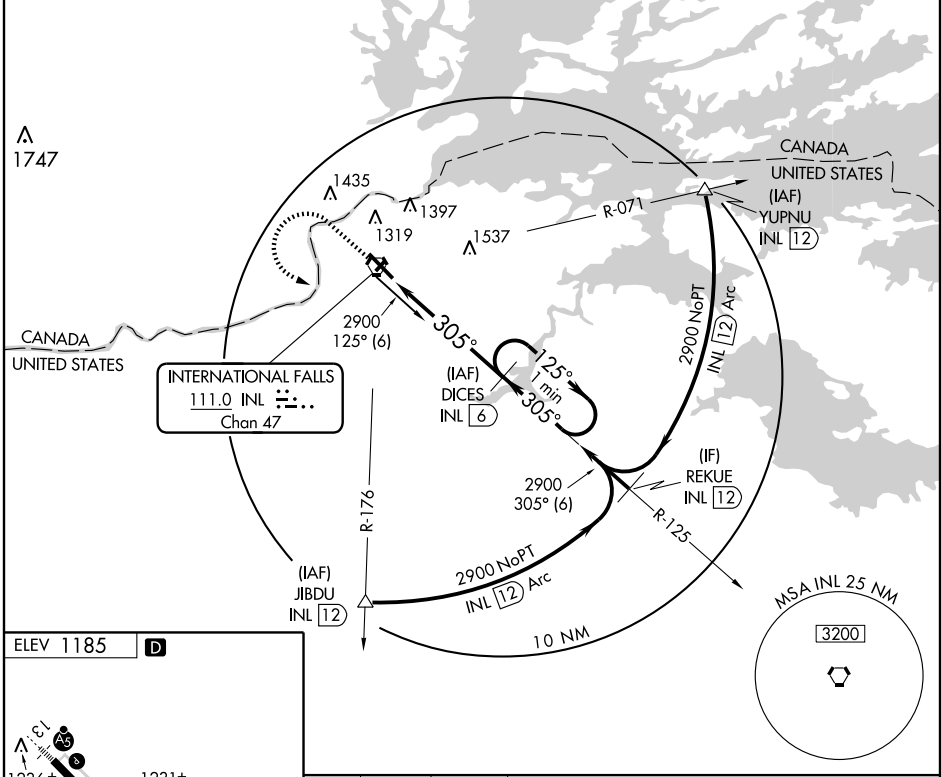 1747
1435
1397
1319
1537
CANADA
UNITED STATES
R-071
(IAF)
YUPNU
INL 12
2900 NoPT
INL 12 Arc
2900
125° (6)
305°
CANADA
UNITED STATES
INTERNATIONAL FALLS
111.0 INL
Chan 47
(IAF)
DICES
INL 6
125°
1 min
305°
(IF)
REKUE
INL 12
2900
305° (6)
R-125
R-176
2900 NoPT
INL 12 Arc
(IAF)
JIBDU
INL 12
10 NM
MSA INL 25 NM
3200
ELEV 1185 D
13
A5